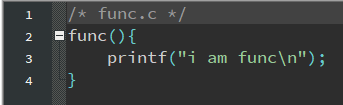 1 /* func.c */
2 func(){
3 printf("i am func\n");
4 }